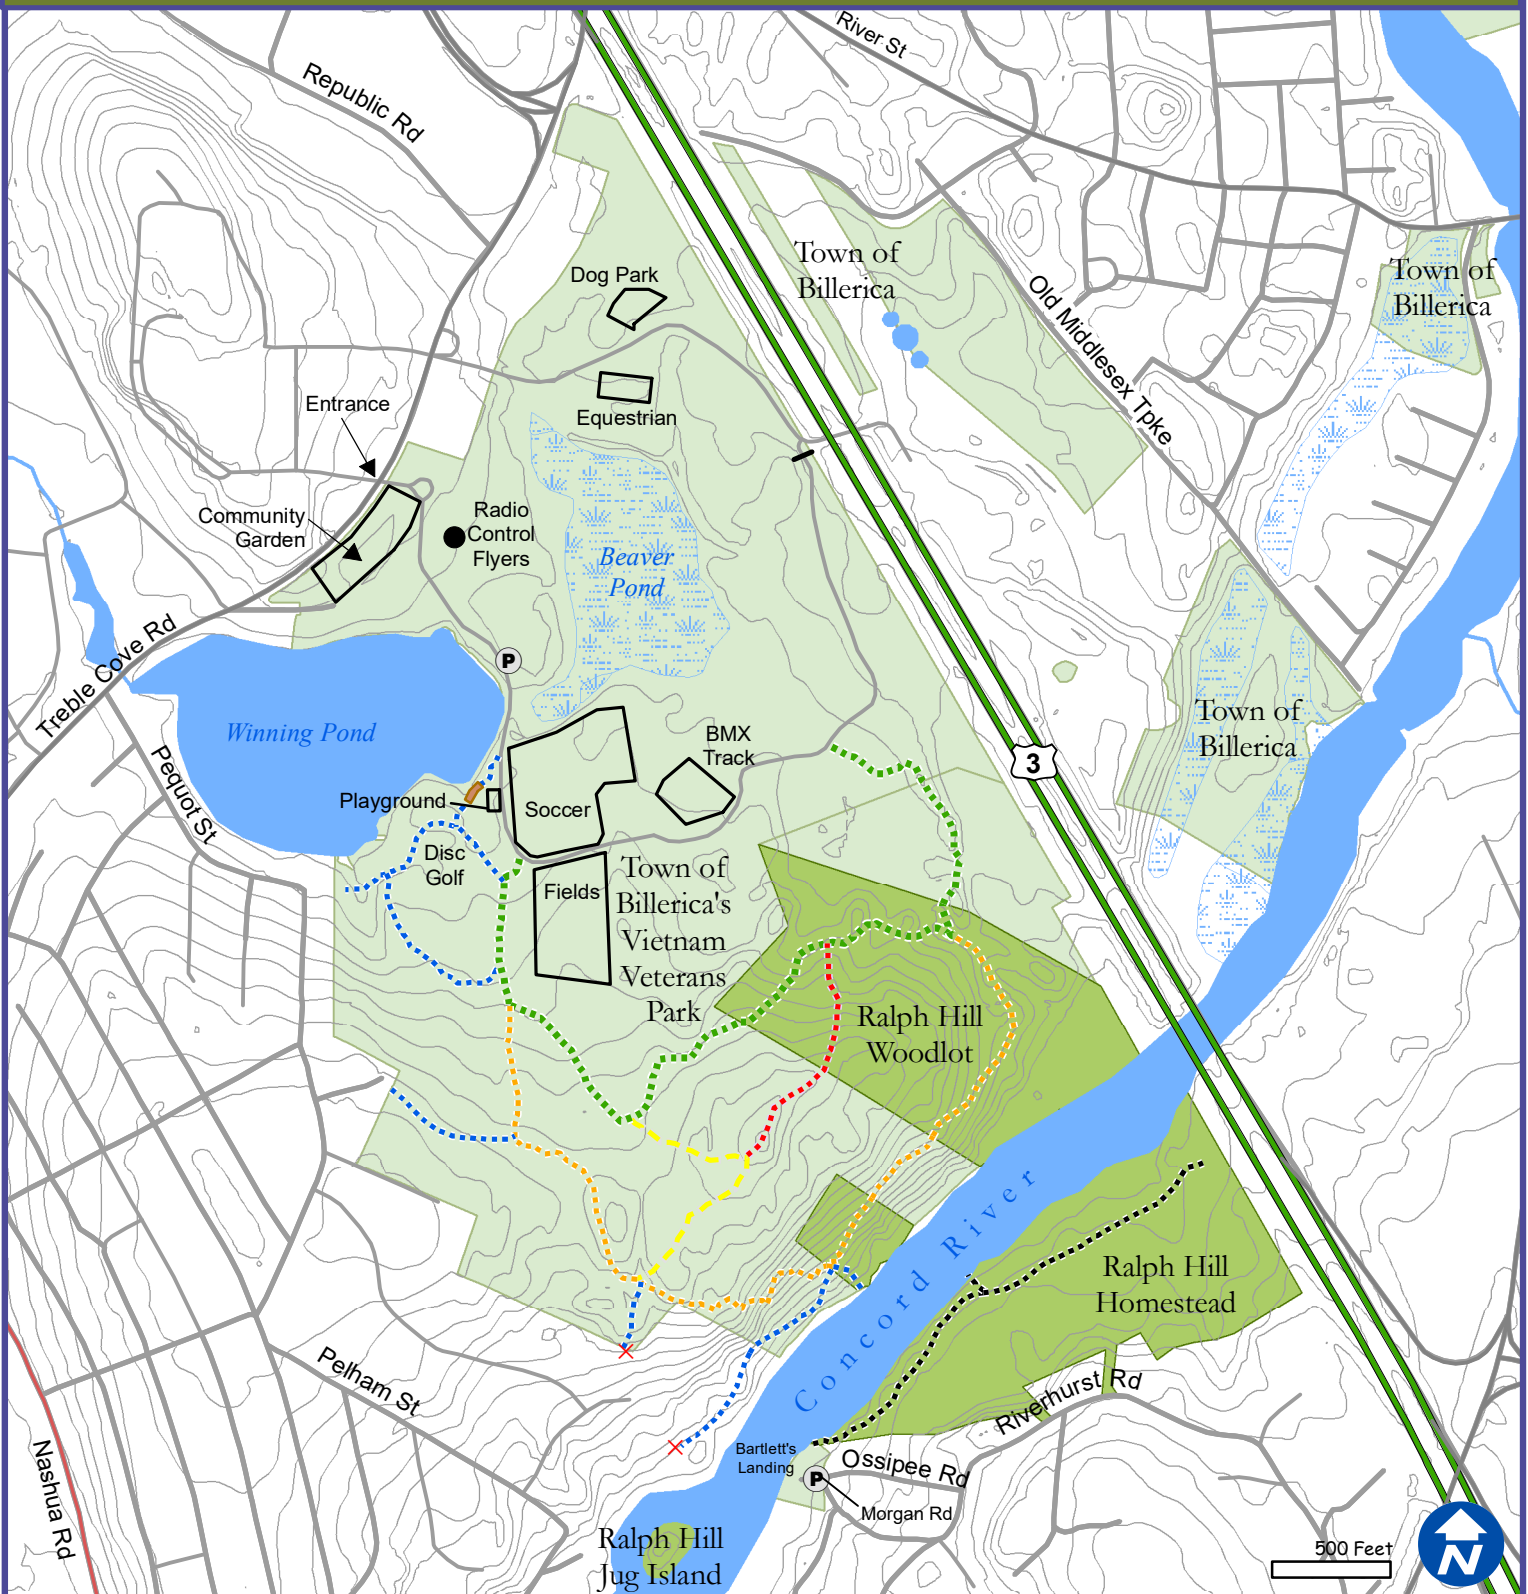 River St
Republic Rd
Town of
Billerica
Town of
Billerica
Dog Park
Old Middlesex Tpke
Entrance
Equestrian
Community
Garden
Radio
Control
Flyers
Beaver
Pond
Treble Cove Rd
P
Winning Pond
Town of
Billerica
BMX
Track
3
Pequot St
Playground
Soccer
Disc
Golf
Fields
Town of
Billerica's
Vietnam
Veterans
Park
Ralph Hill
Woodlot
Concord River
Ralph Hill
Homestead
Pelham St
Riverhurst Rd
Nashua Rd
Bartlett's
Landing
P
Ossipee Rd
Morgan Rd
Ralph Hill
Jug Island
500 Feet
N